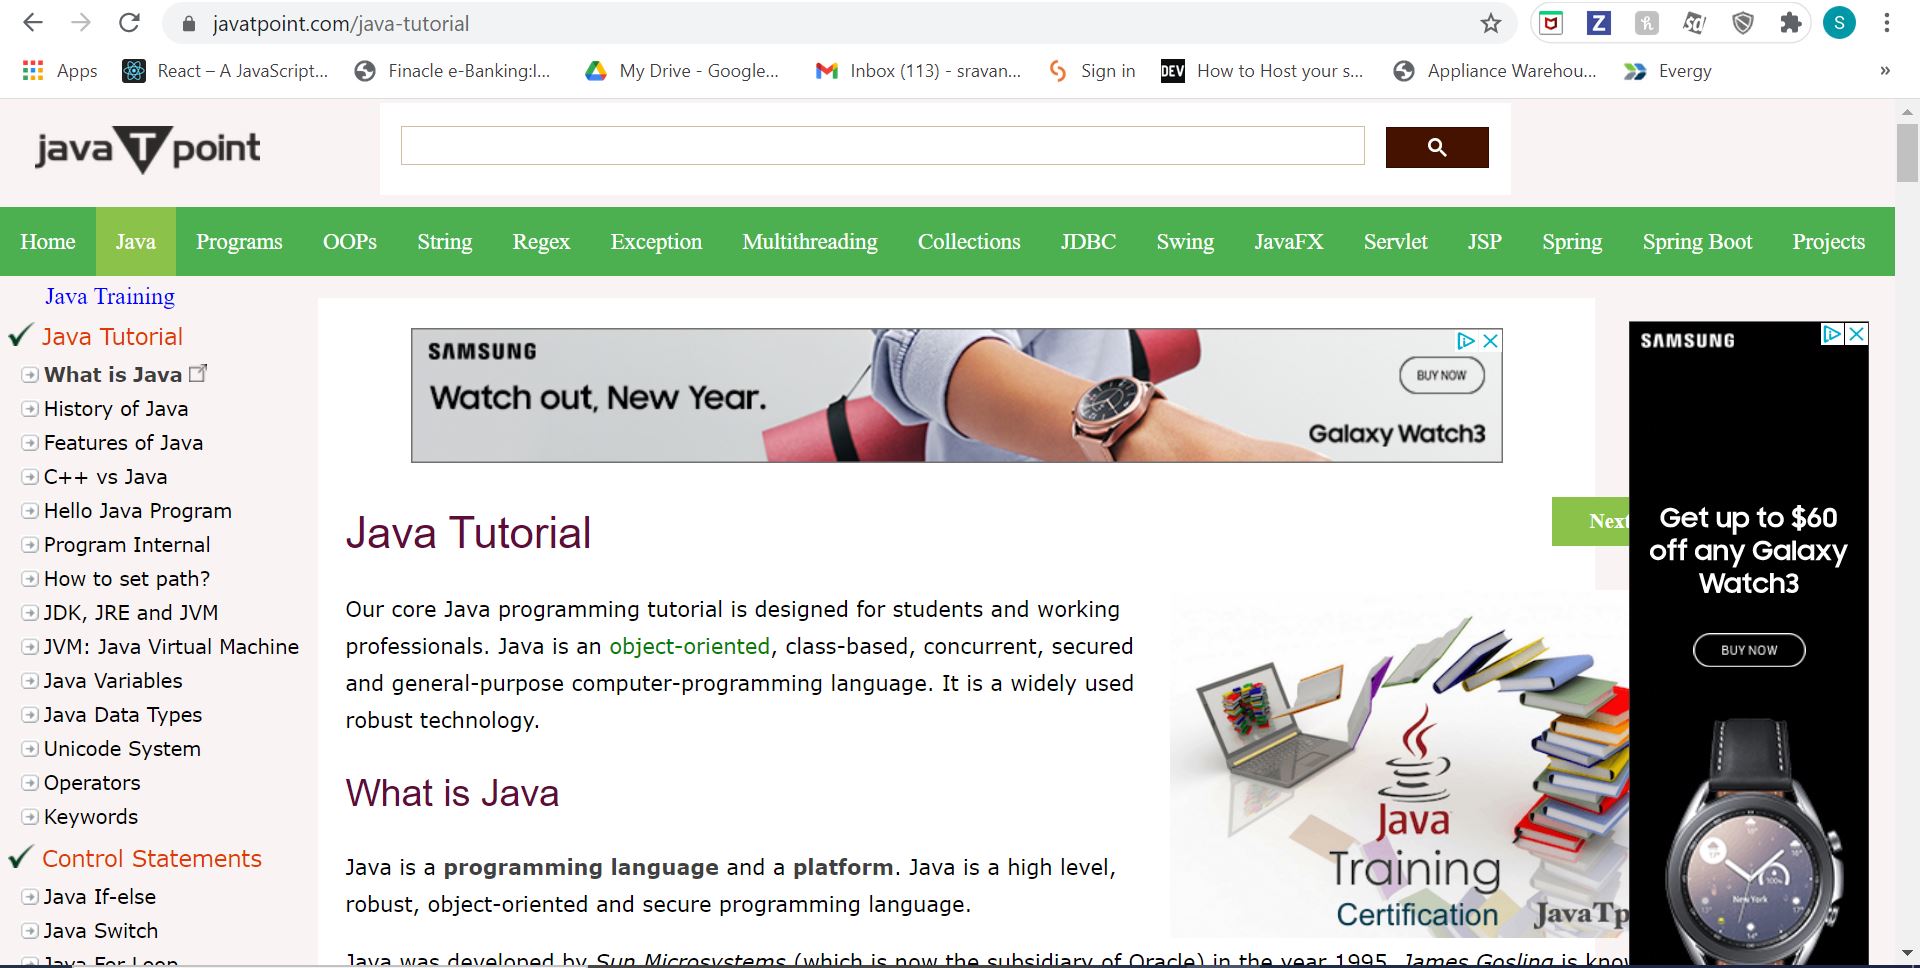 javatpoint.com/java-tutorial
S
Apps
React – A JavaScript...
Finacle e-Banking:I...
My Drive - Google...
Inbox (113) - sravan...
Sign in
DEV
How to Host your s...
Appliance Warehou...
Evergy
»
java T point
Home
Java
Programs
OOPs
String
Regex
Exception
Multithreading
Collections
JDBC
Swing
JavaFX
Servlet
JSP
Spring
Spring Boot
Projects
Java Training
Java Tutorial
What is Java
History of Java
Features of Java
C++ vs Java
Hello Java Program
Program Internal
How to set path?
JDK, JRE and JVM
JVM: Java Virtual Machine
Java Variables
Java Data Types
Unicode System
Operators
Keywords
Control Statements
Java If-else
Java Switch
Java For Loop
SAMSUNG
Watch out, New Year.
BUY NOW
Galaxy Watch3
Java Tutorial
Next
Our core Java programming tutorial is designed for students and working
professionals. Java is an object-oriented, class-based, concurrent, secured
and general-purpose computer-programming language. It is a widely used
robust technology.
What is Java
Java is a programming language and a platform. Java is a high level,
robust, object-oriented and secure programming language.
Java was developed by Sun Microsystems (which is now the subsidiary of Oracle) in the year 1995. James Gosling is know
Java
Training
Certification
JavaTp
SAMSUNG
Get up to $60
off any Galaxy
Watch3
BUY NOW
New York